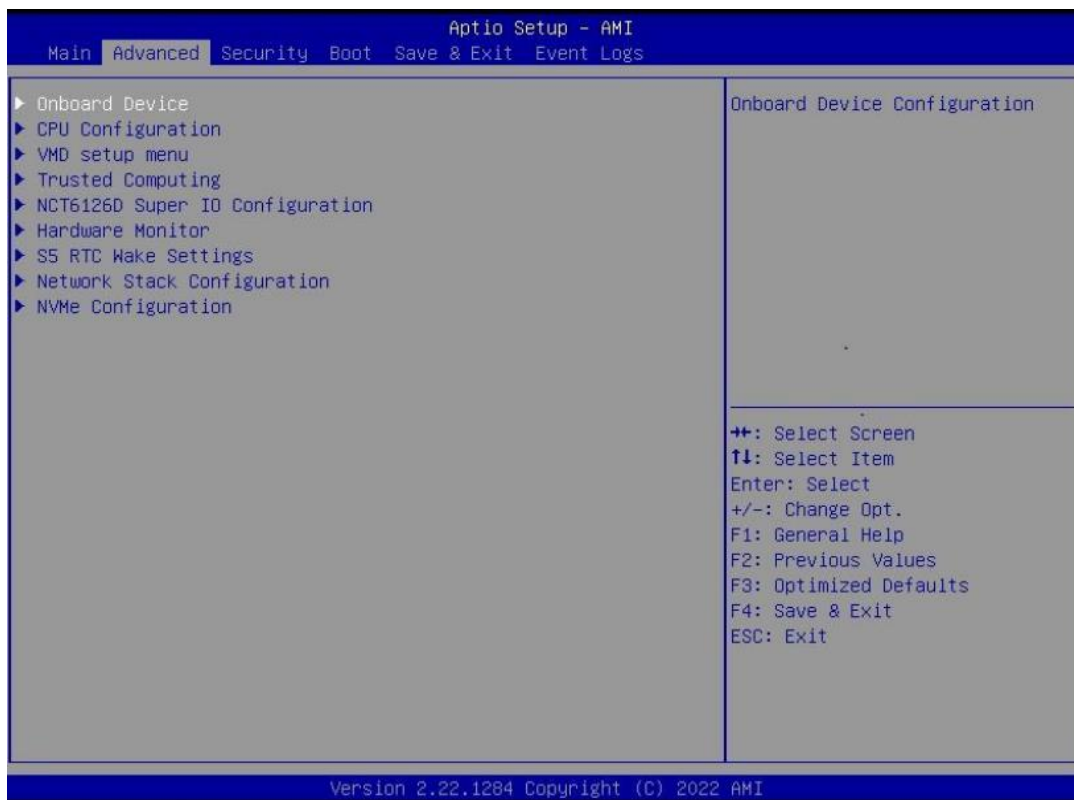 Aptio Setup - AMI
Main Advanced Security Boot Save & Exit Event Logs
Onboard Device
CPU Configuration
VMD setup menu
Trusted Computing
NCT6126D Super IO Configuration
Hardware Monitor
S5 RTC Wake Settings
Network Stack Configuration
NVMe Configuration
Onboard Device Configuration
→←: Select Screen
↑↓: Select Item
Enter: Select
+/-: Change Opt.
F1: General Help
F2: Previous Values
F3: Optimized Defaults
F4: Save & Exit
ESC: Exit
Version 2.22.1284 Copyright (C) 2022 AMI